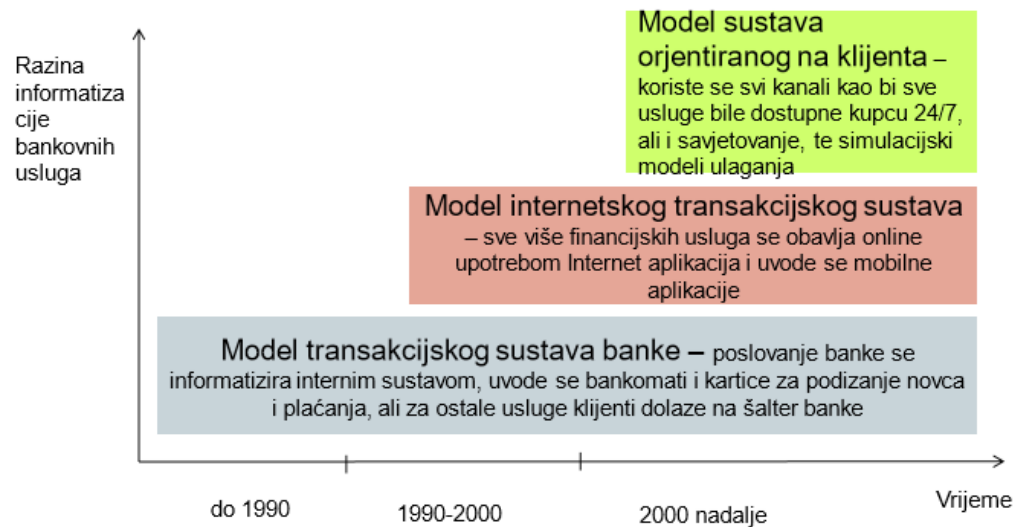 Razina
informatiza
cije
bankovnih
usluga
Model sustava
orjentiranog na klijenta –
koriste se svi kanali kao bi sve
usluge bile dostupne kupcu 24/7,
ali i savjetovanje, te simulacijski
modeli ulaganja
Model internetskog transakcijskog sustava
– sve više financijskih usluga se obavlja online
upotrebom Internet aplikacija i uvode se mobilne
aplikacije
Model transakcijskog sustava banke – poslovanje banke se
informatizira internim sustavom, uvode se bankomati i kartice za podizanje novca
i plaćanja, ali za ostale usluge klijenti dolaze na šalter banke
do 1990
1990-2000
2000 nadalje
Vrijeme